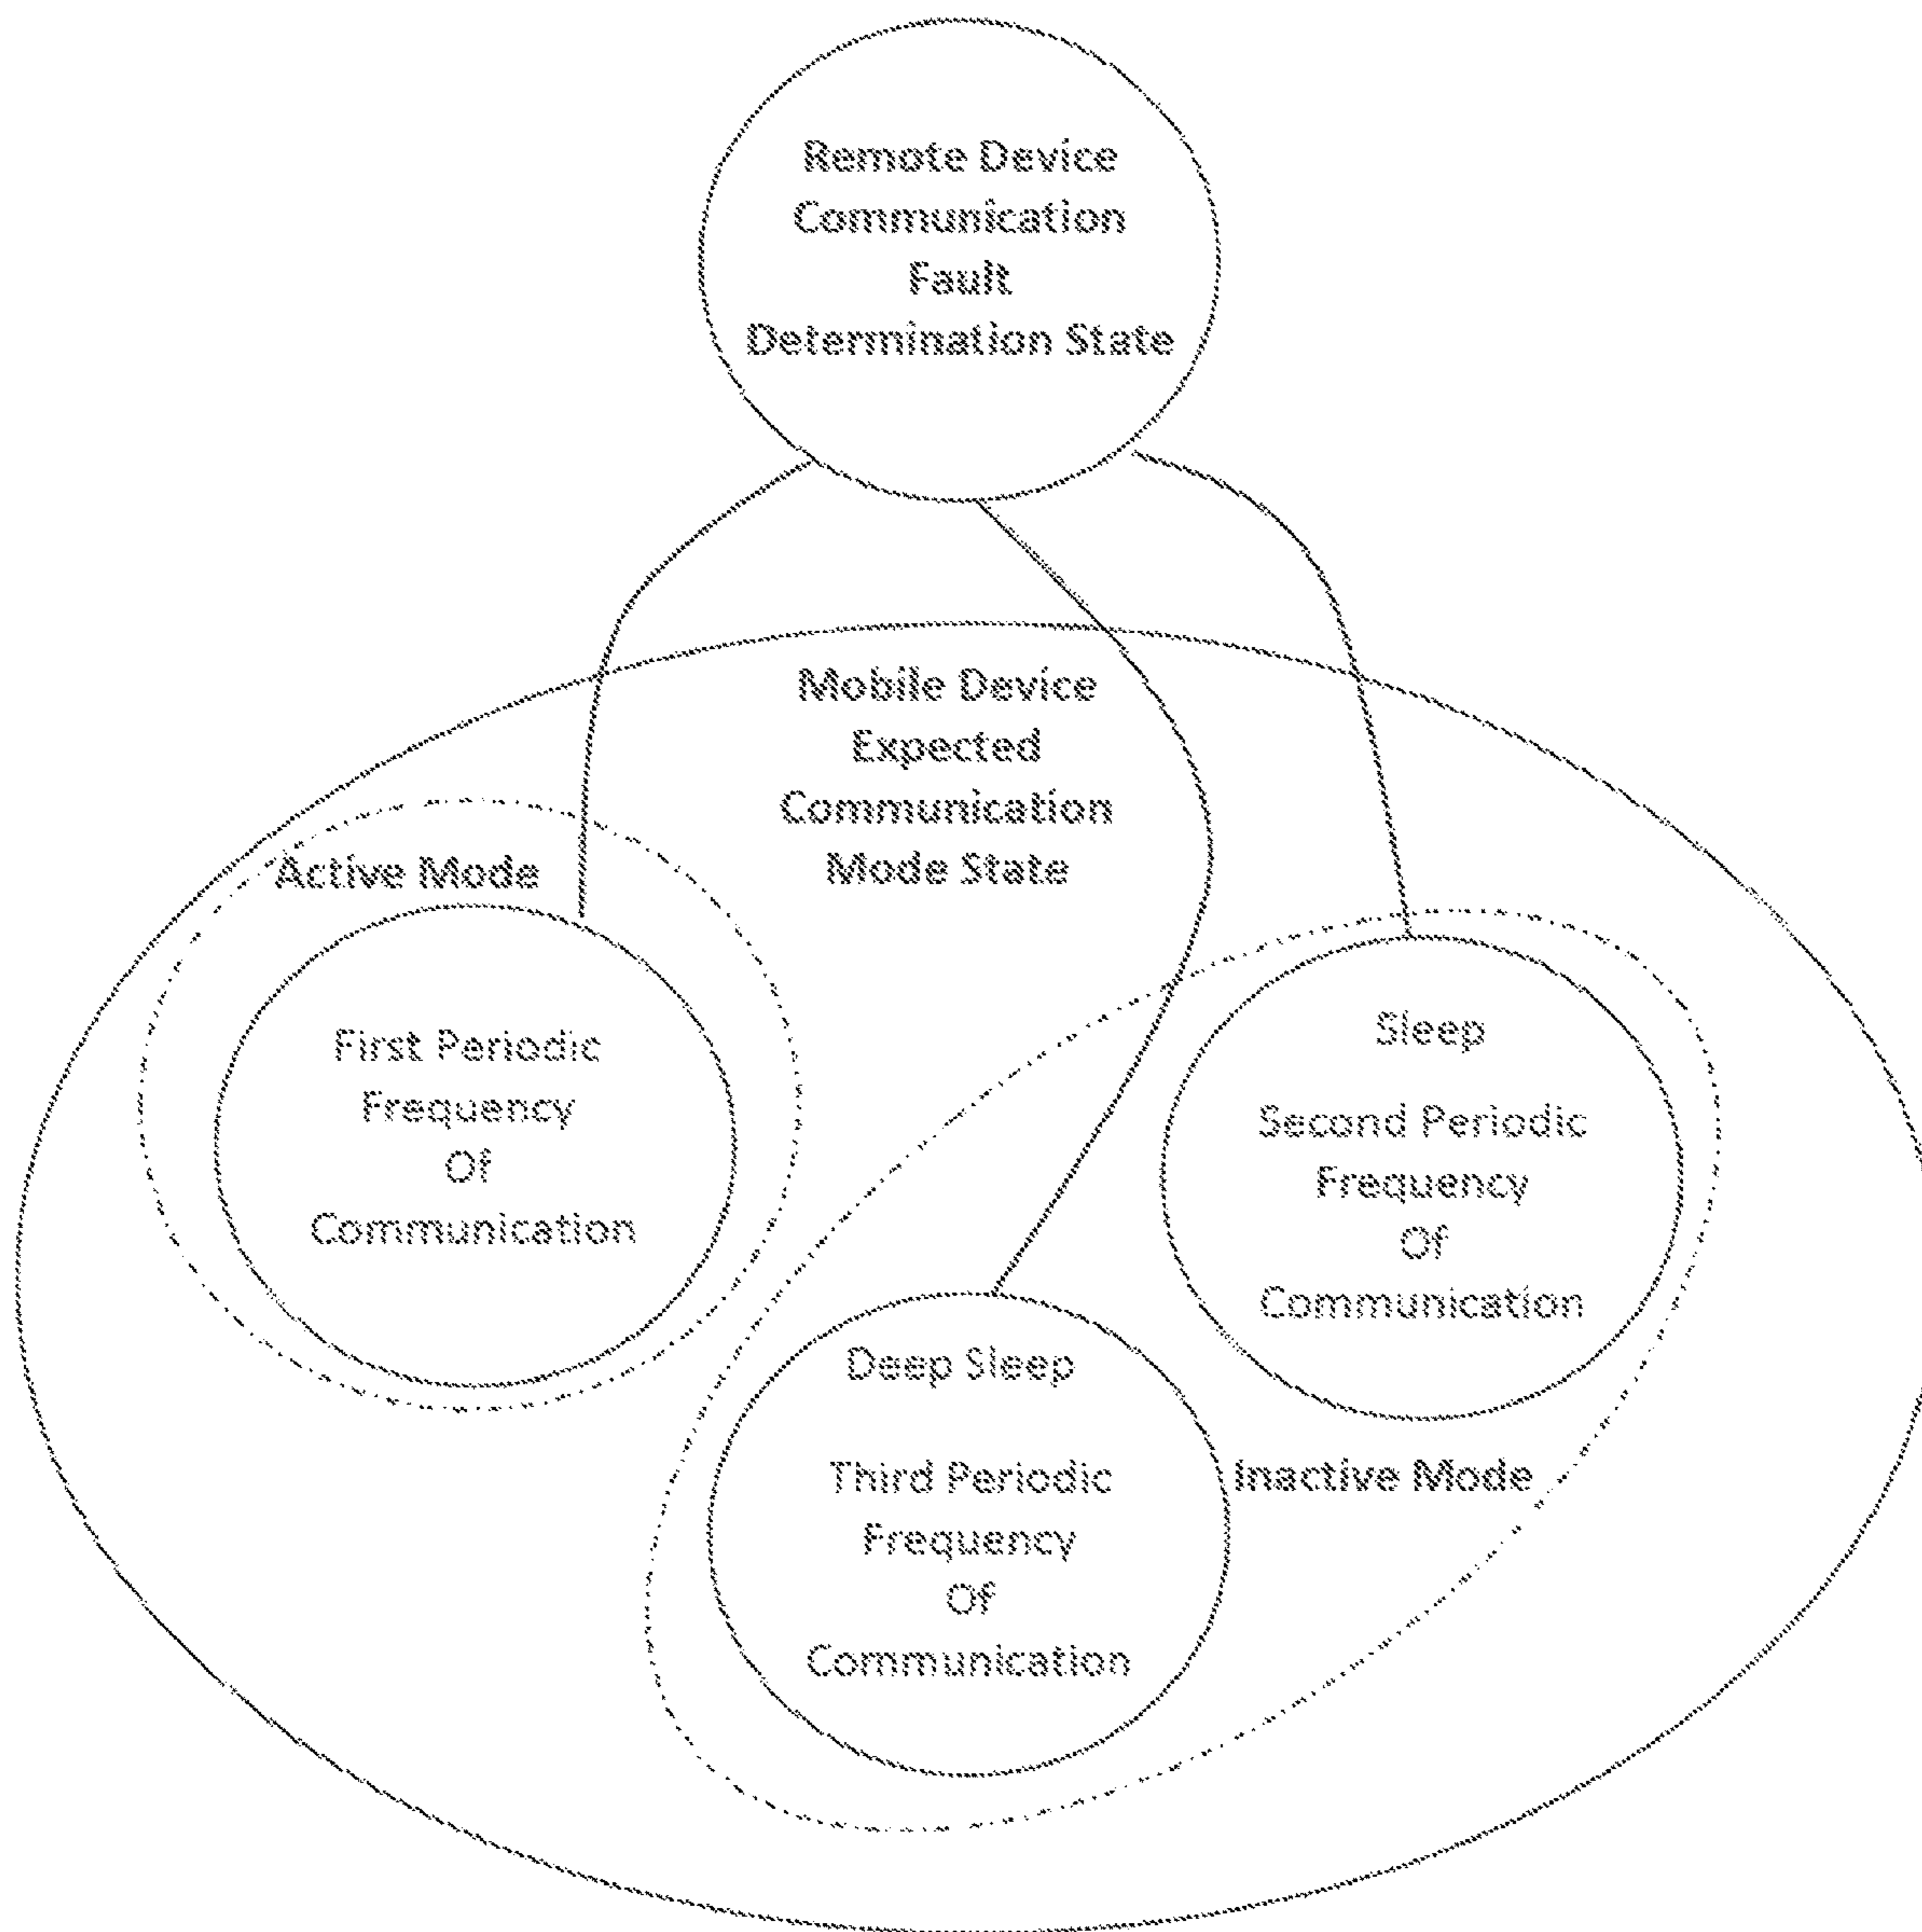 Remote Device
Communication
Fault
Determination State
Mobile Device
Expected
Communication
Mode State
Active Mode
First Periodic
Frequency
Of
Communication
Sleep
Second Periodic
Frequency
Of
Communication
Deep Sleep
Third Periodic
Frequency
Of
Communication
Inactive Mode